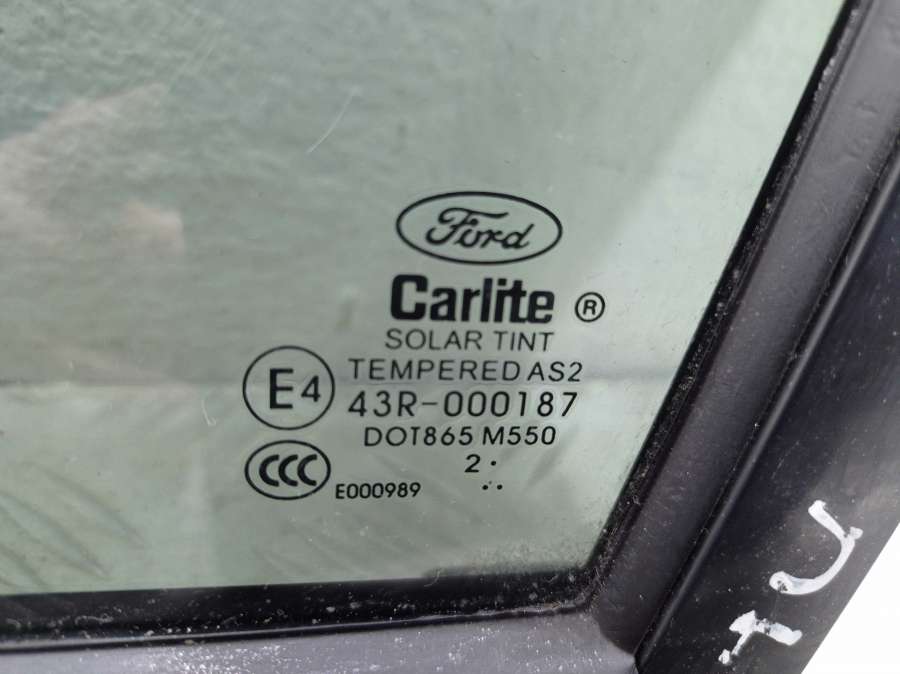 Ford
Carlite ®
SOLAR TINT
TEMPERED AS2
E4
43R-000187
DOT865 M550
CCC
E000989
2